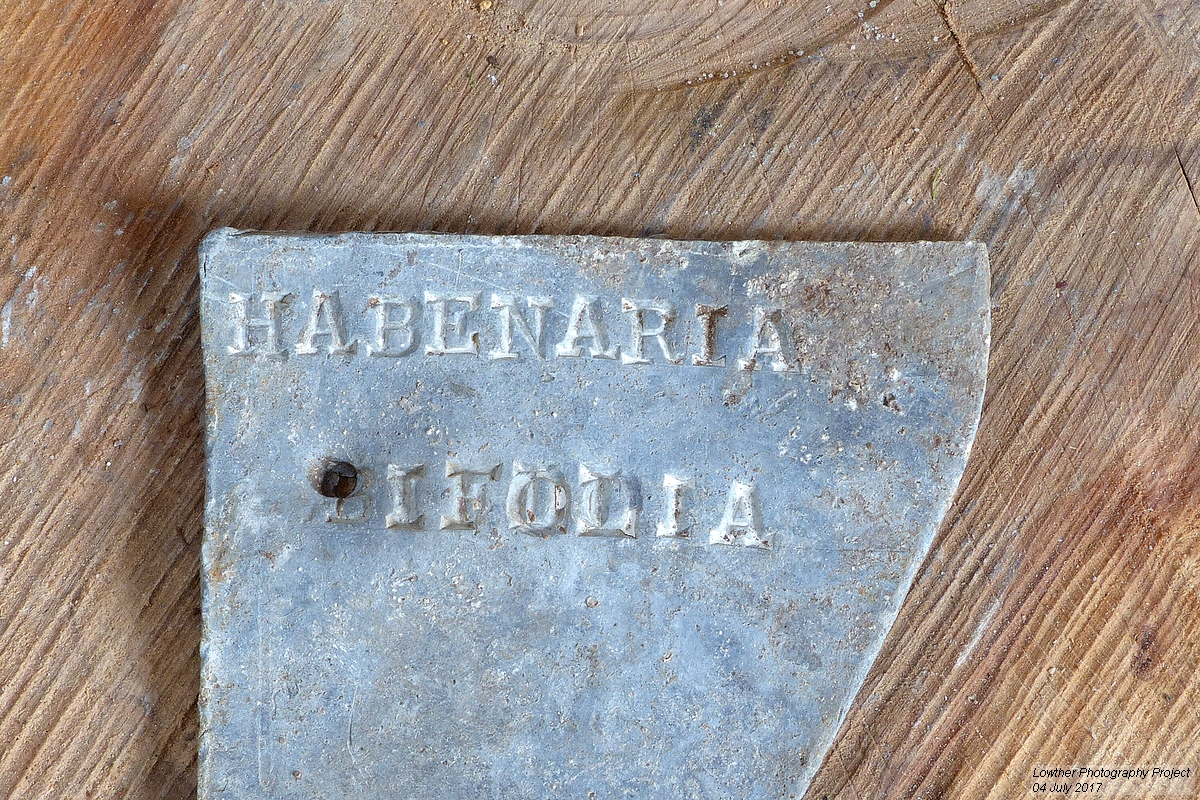 HABENARIA
BIFOLIA
Lowther Photography Project
04 July 2017